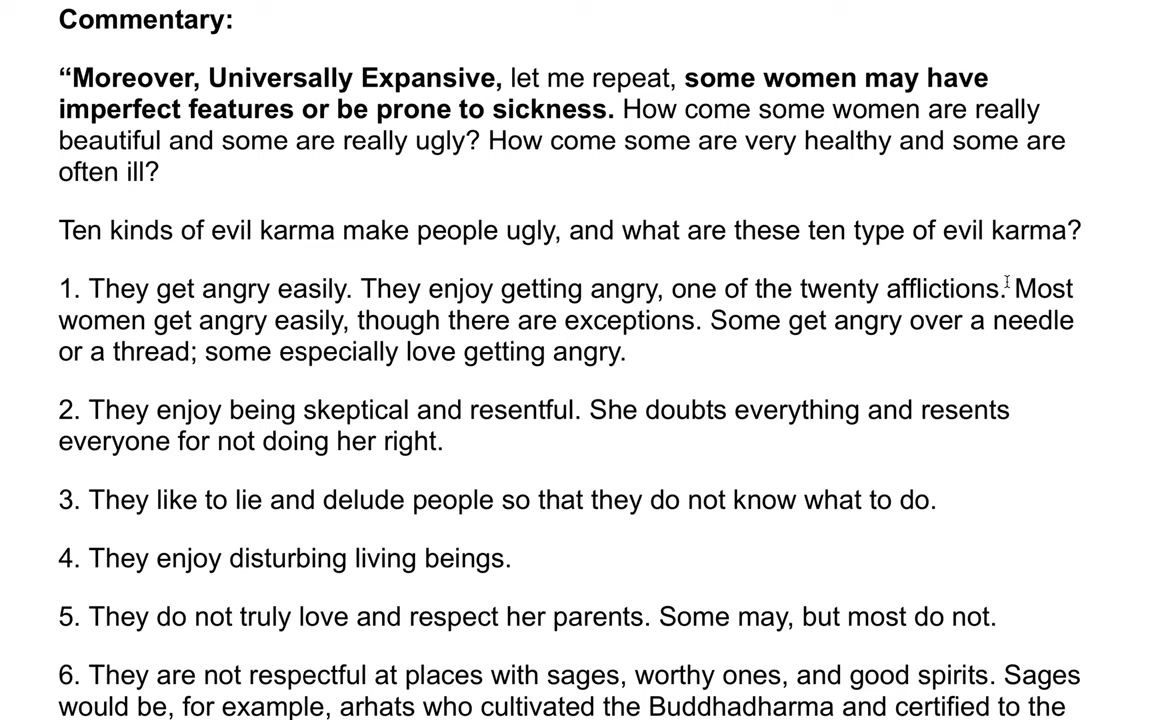 Commentary:
“Moreover, Universally Expansive, let me repeat, some women may have
imperfect features or be prone to sickness. How come some women are really
beautiful and some are really ugly? How come some are very healthy and some are
often ill?
Ten kinds of evil karma make people ugly, and what are these ten type of evil karma?
1. They get angry easily. They enjoy getting angry, one of the twenty afflictions. Most
women get angry easily, though there are exceptions. Some get angry over a needle
or a thread; some especially love getting angry.
2. They enjoy being skeptical and resentful. She doubts everything and resents
everyone for not doing her right.
3. They like to lie and delude people so that they do not know what to do.
4. They enjoy disturbing living beings.
5. They do not truly love and respect her parents. Some may, but most do not.
6. They are not respectful at places with sages, worthy ones, and good spirits. Sages
would be, for example, arhats who cultivated the Buddhadharma and certified to the